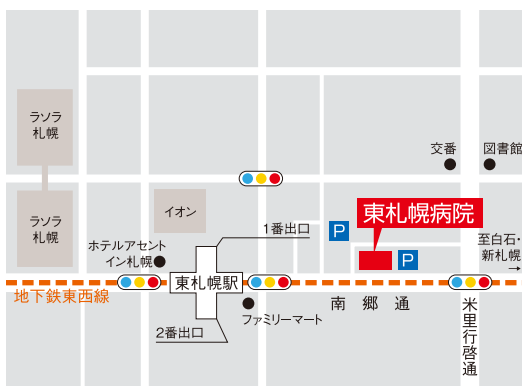 ラソラ
札幌
ラソラ
札幌
イオン
交番
図書館
東札幌病院
P
P
1番出口
ホテルアセント
イン札幌
東札幌駅
至白石・
新札幌
→
地下鉄東西線
2番出口
ファミリーマート
南郷通
米里行啓通